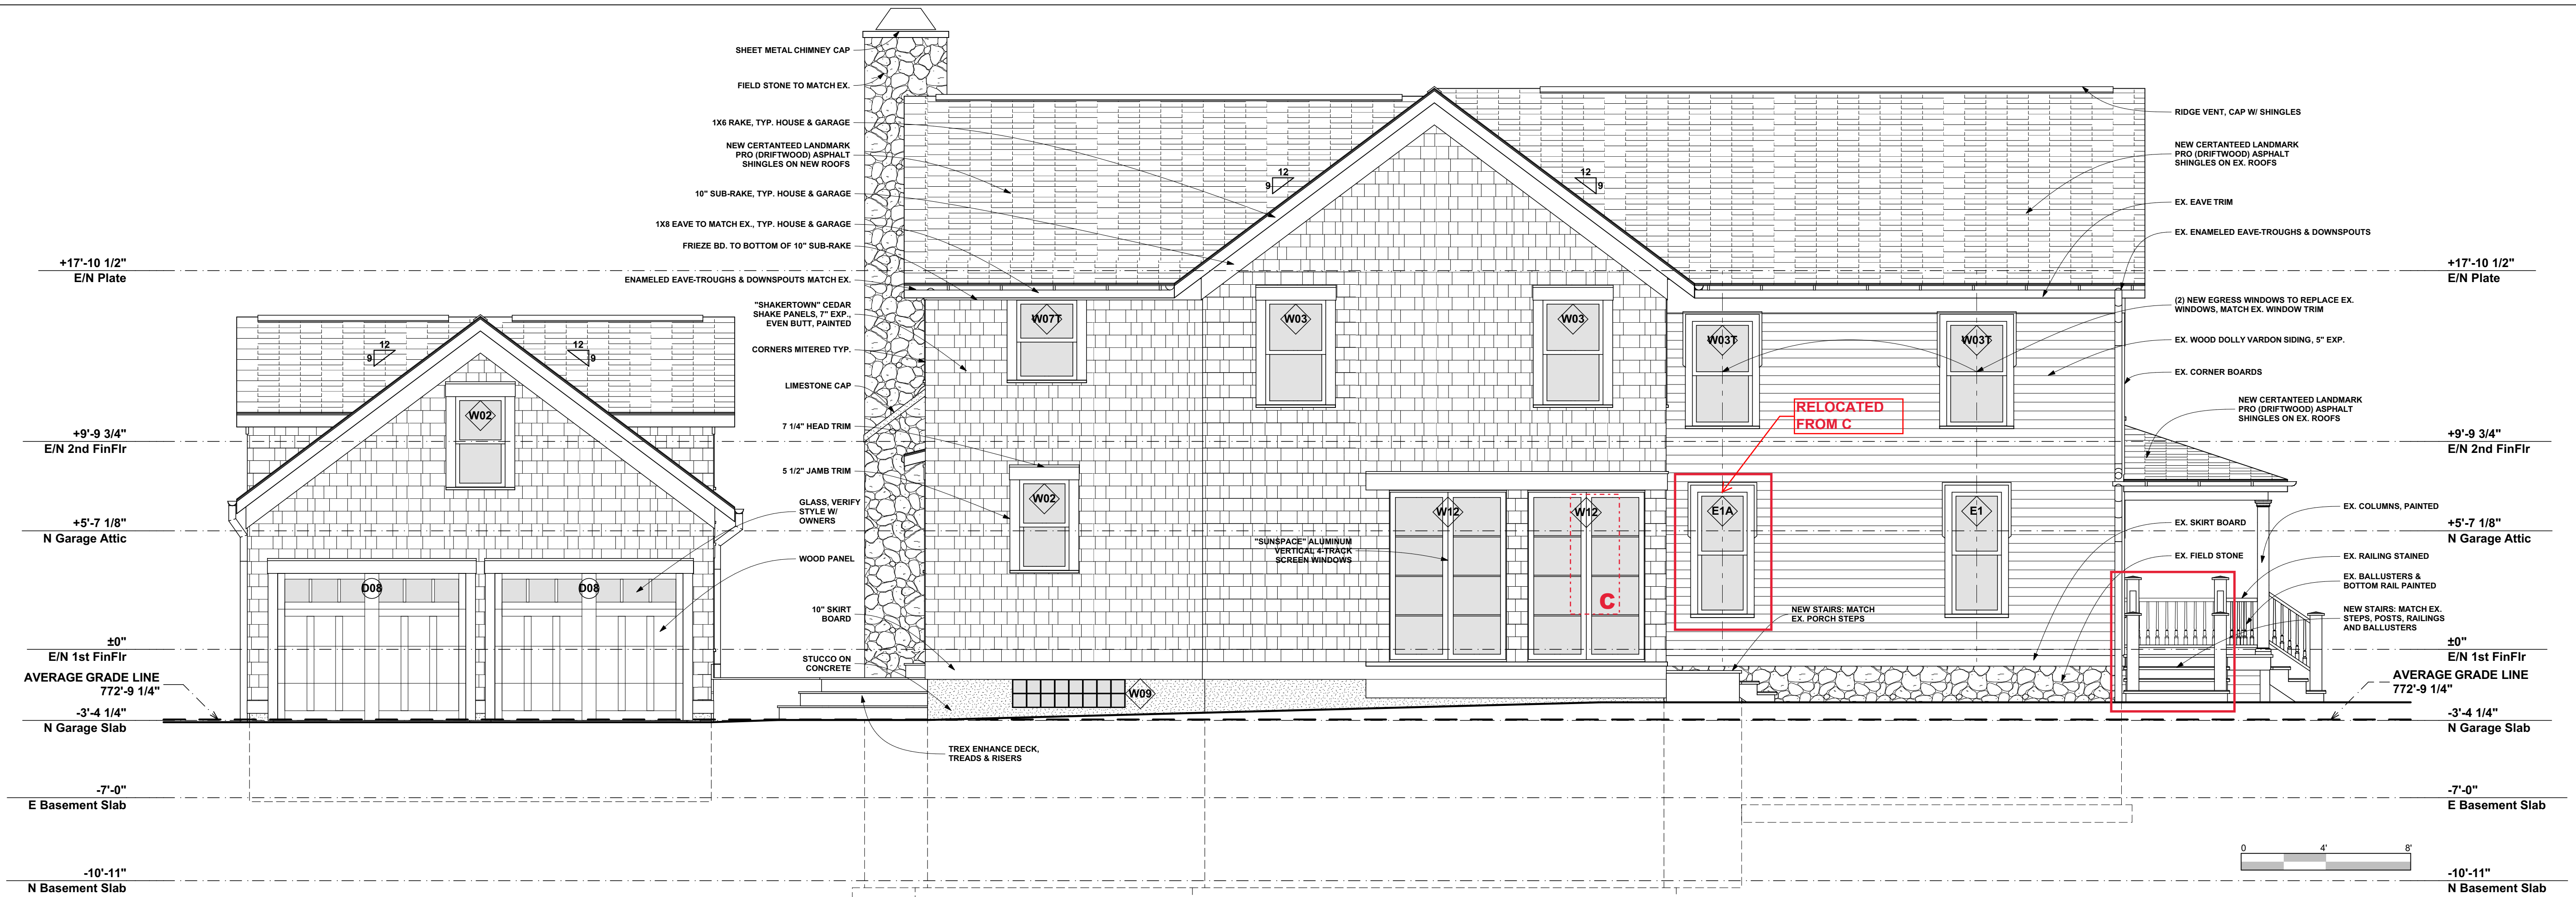 SHEET METAL CHIMNEY CAP
FIELD STONE TO MATCH EX.
1X6 RAKE, TYP. HOUSE & GARAGE
NEW CERTANTEED LANDMARK
PRO (DRIFTWOOD) ASPHALT
SHINGLES ON NEW ROOFS
10" SUB-RAKE, TYP. HOUSE & GARAGE
1X8 EAVE TO MATCH EX., TYP. HOUSE & GARAGE
FRIEZE BD. TO BOTTOM OF 10" SUB-RAKE
ENAMELED EAVE-TROUGHS & DOWNSPOUTS MATCH EX.
"SHAKERTOWN" CEDAR
SHAKE PANELS, 7" EXP.,
EVEN BUTT, PAINTED
CORNERS MITERED TYP.
LIMESTONE CAP
7 1/4" HEAD TRIM
5 1/2" JAMB TRIM
GLASS, VERIFY
STYLE W/
OWNERS
WOOD PANEL
10" SKIRT
BOARD
STUCCO ON
CONCRETE
TREX ENHANCE DECK,
TREADS & RISERS
+17'-10 1/2"
E/N Plate
+9'-9 3/4"
E/N 2nd FinFlr
+5'-7 1/8"
N Garage Attic
±0"
E/N 1st FinFlr
AVERAGE GRADE LINE
772'-9 1/4"
-3'-4 1/4"
N Garage Slab
-7'-0"
E Basement Slab
-10'-11"
N Basement Slab
12
9
12
9
W02
D08
D08
12
9
12
9
W07T
W03
W03
W03T
W03T
W02
W12
W12
C
E1A
E1
W09
RELOCATED
FROM C
"SUNSPACE" ALUMINUM
VERTICAL 4-TRACK
SCREEN WINDOWS
NEW STAIRS: MATCH
EX. PORCH STEPS
RIDGE VENT, CAP W/ SHINGLES
NEW CERTANTEED LANDMARK
PRO (DRIFTWOOD) ASPHALT
SHINGLES ON EX. ROOFS
EX. EAVE TRIM
EX. ENAMELED EAVE-TROUGHS & DOWNSPOUTS
(2) NEW EGRESS WINDOWS TO REPLACE EX.
WINDOWS, MATCH EX. WINDOW TRIM
EX. WOOD DOLLY VARDON SIDING, 5" EXP.
EX. CORNER BOARDS
NEW CERTANTEED LANDMARK
PRO (DRIFTWOOD) ASPHALT
SHINGLES ON EX. ROOFS
EX. COLUMNS, PAINTED
EX. SKIRT BOARD
EX. FIELD STONE
EX. RAILING STAINED
EX. BALLUSTERS &
BOTTOM RAIL PAINTED
NEW STAIRS: MATCH EX.
STEPS, POSTS, RAILINGS
AND BALLUSTERS
+17'-10 1/2"
E/N Plate
+9'-9 3/4"
E/N 2nd FinFlr
+5'-7 1/8"
N Garage Attic
±0"
E/N 1st FinFlr
AVERAGE GRADE LINE
772'-9 1/4"
-3'-4 1/4"
N Garage Slab
-7'-0"
E Basement Slab
0 4' 8'
-10'-11"
N Basement Slab